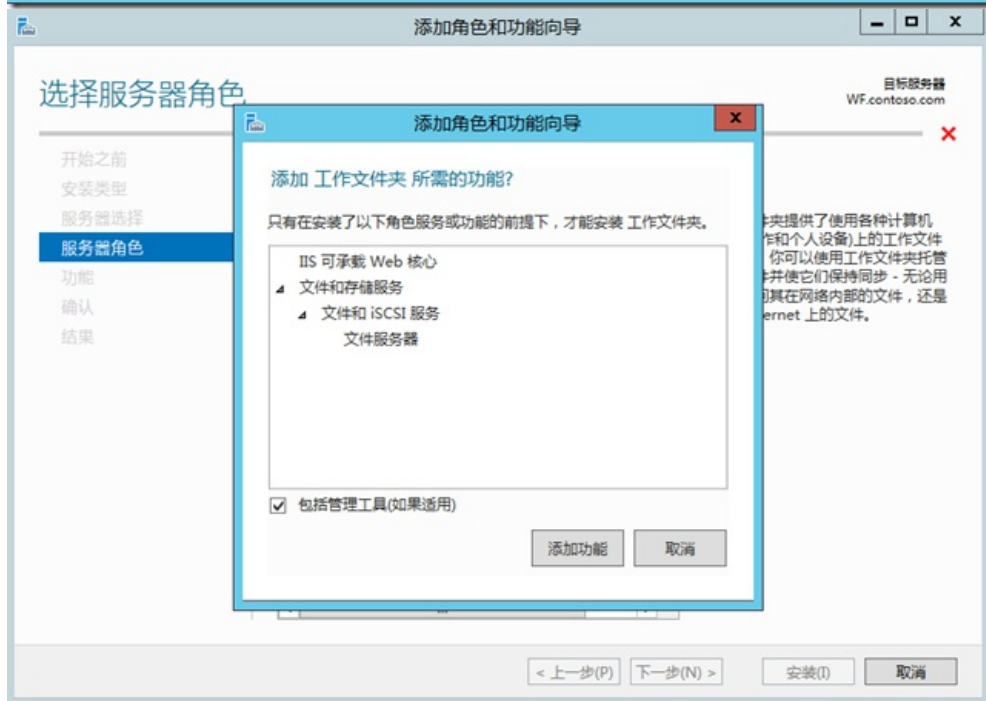 添加角色和功能向导
选择服务器角色
目标服务器
WF.contoso.com
开始之前
安装类型
服务器选择
服务器角色
功能
确认
结果
添加角色和功能向导
添加 工作文件夹 所需的功能?
只有在安装了以下角色服务或功能的前提下，才能安装 工作文件夹。
IIS 可承载 Web 核心
文件和存储服务
文件和 iSCSI 服务
文件服务器
包括管理工具(如果适用)
添加功能
取消
夹提供了使用各种计算机
作和个人设备)上的工作文件
你可以使用工作文件夹托管
件并使它们保持同步 - 无论用
其在网络内部的文件，还是
ernet 上的文件。
< 上一步(P)
下一步(N) >
安装(I)
取消